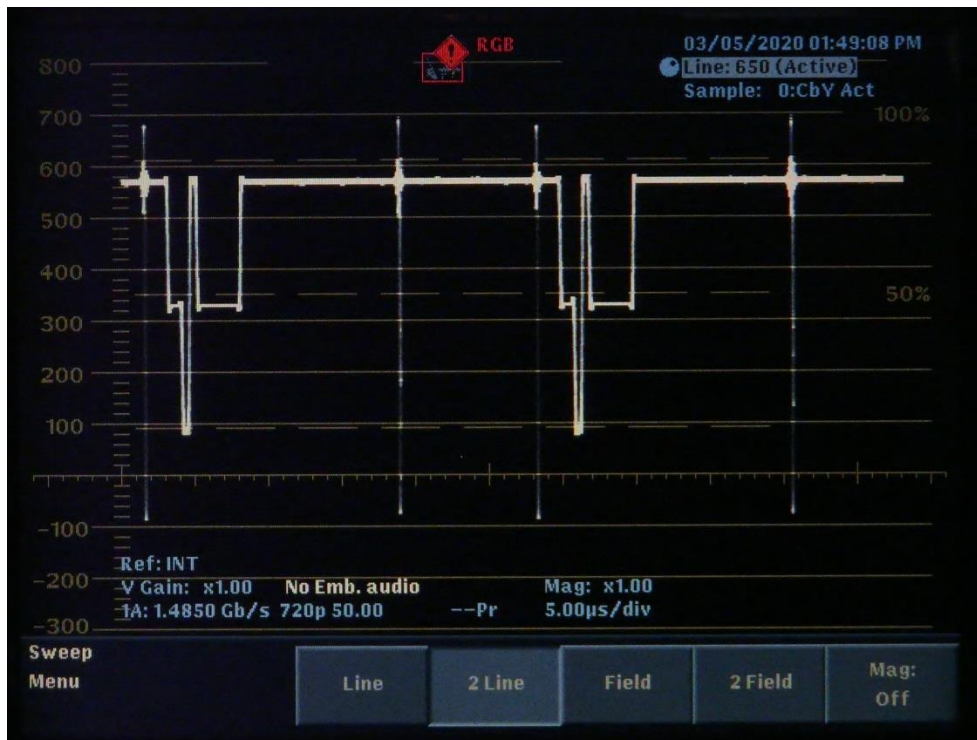 RGB
03/05/2020 01:49:08 PM
Line: 650 (Active)
Sample: 0:CbY Act
800
700
100%
600
500
400
50%
300
200
100
-100
Ref: INT
-200
V Gain: x1.00 No Emb. audio Mag: x1.00
1A: 1.4850 Gb/s 720p 50.00 --Pr 5.00µs/div
-300
Sweep
Menu
Line
2 Line
Field
2 Field
Mag:
Off